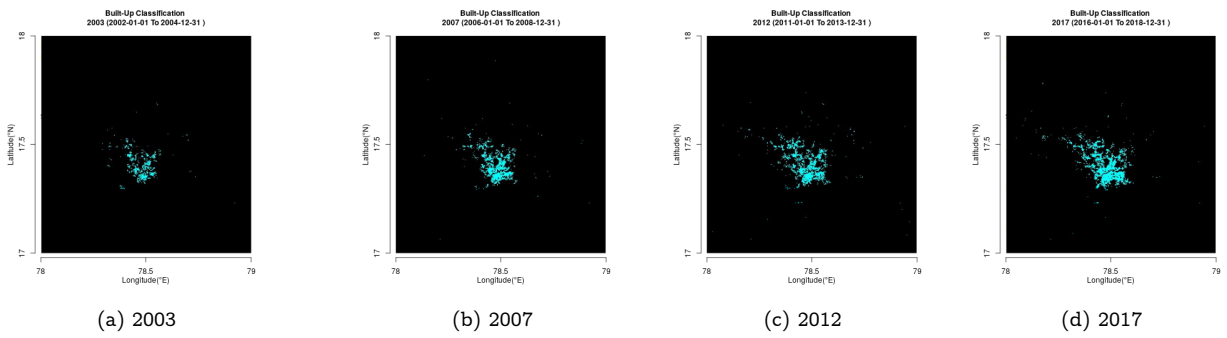 Built-Up Classification
2003 (2002-01-01 To 2004-12-31 )
18
17.5
17
Latitude(°N)
78
78.5
79
Longitude(°E)
(a) 2003
Built-Up Classification
2007 (2006-01-01 To 2008-12-31 )
18
17.5
17
Latitude(°N)
78
78.5
79
Longitude(°E)
(b) 2007
Built-Up Classification
2012 (2011-01-01 To 2013-12-31 )
18
17.5
17
Latitude(°N)
78
78.5
79
Longitude(°E)
(c) 2012
Built-Up Classification
2017 (2016-01-01 To 2018-12-31 )
18
17.5
17
Latitude(°N)
78
78.5
79
Longitude(°E)
(d) 2017